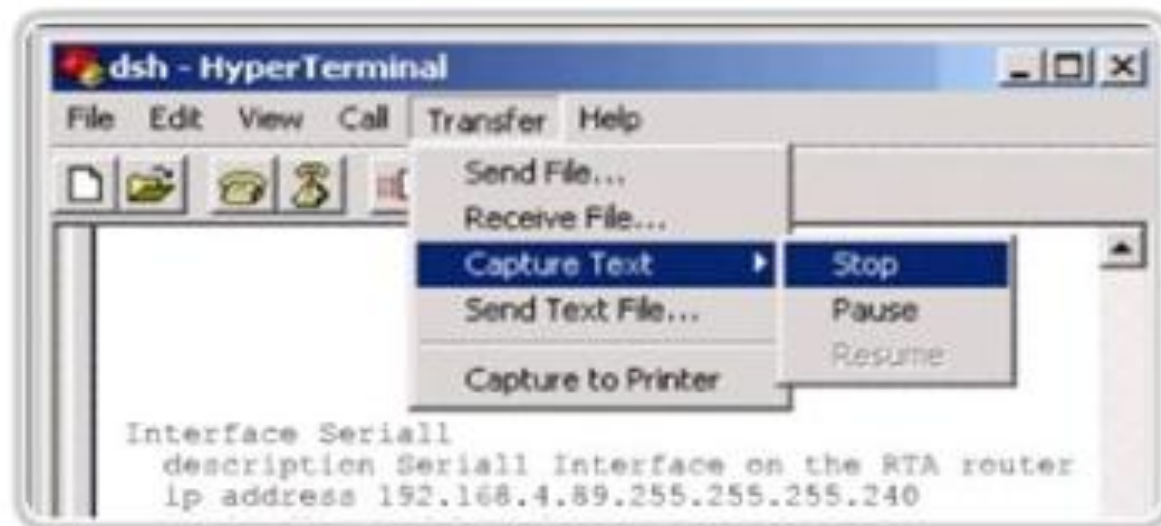 dsh - HyperTerminal
File Edit View Call Transfer Help
Send File...
Receive File...
Capture Text
Stop
Send Text File...
Pause
Resume
Capture to Printer
Interface Serial1
description Serial1 Interface on the RTA router
ip address 192.168.4.89.255.255.255.240